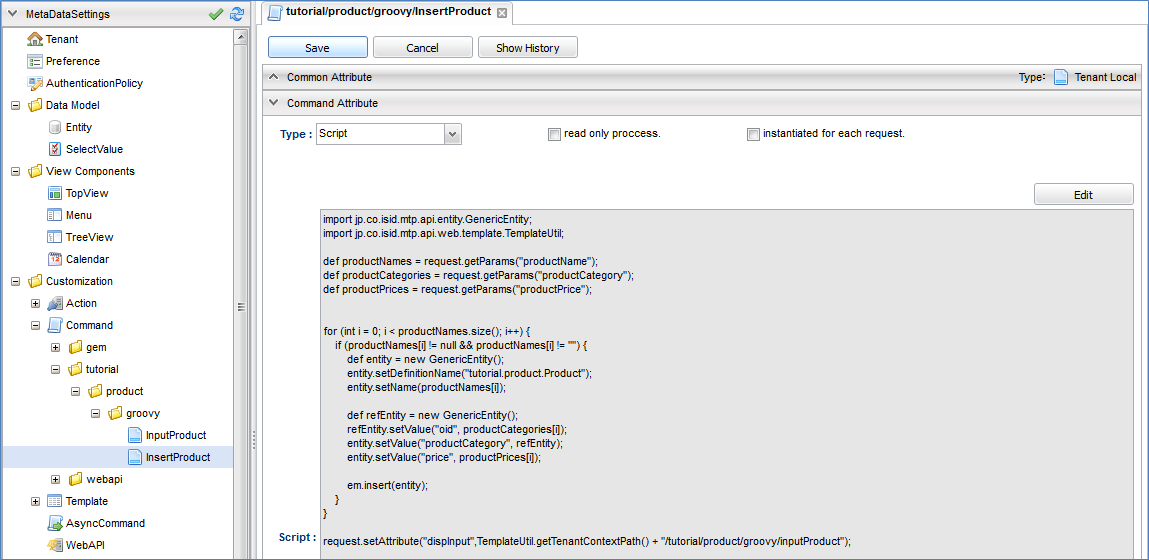 MetaDataSettings
Tenant
Preference
AuthenticationPolicy
Data Model
Entity
SelectValue
View Components
TopView
Menu
TreeView
Calendar
Customization
Action
Command
gem
tutorial
product
groovy
InputProduct
InsertProduct
webapi
Template
AsyncCommand
WebAPI
tutorial/product/groovy/InsertProduct
Save Cancel Show History
Common Attribute Type: Tenant Local
Command Attribute
Type : Script read only proccess. instantiated for each request.
Edit
import jp.co.isid.mtp.api.entity.GenericEntity;
import jp.co.isid.mtp.api.web.template.TemplateUtil;
def productNames = request.getParams("productName");
def productCategories = request.getParams("productCategory");
def productPrices = request.getParams("productPrice");
for (int i = 0; i < productNames.size(); i++) {
if (productNames[i] != null && productNames[i] != "") {
def entity = new GenericEntity();
entity.setDefinitionName("tutorial.product.Product");
entity.setName(productNames[i]);
def refEntity = new GenericEntity();
refEntity.setValue("oid", productCategories[i]);
entity.setValue("productCategory", refEntity);
entity.setValue("price", productPrices[i]);
em.insert(entity);
}
}
Script : request.setAttribute("dispInput",TemplateUtil.getTenantContextPath() + "/tutorial/product/groovy/inputProduct");